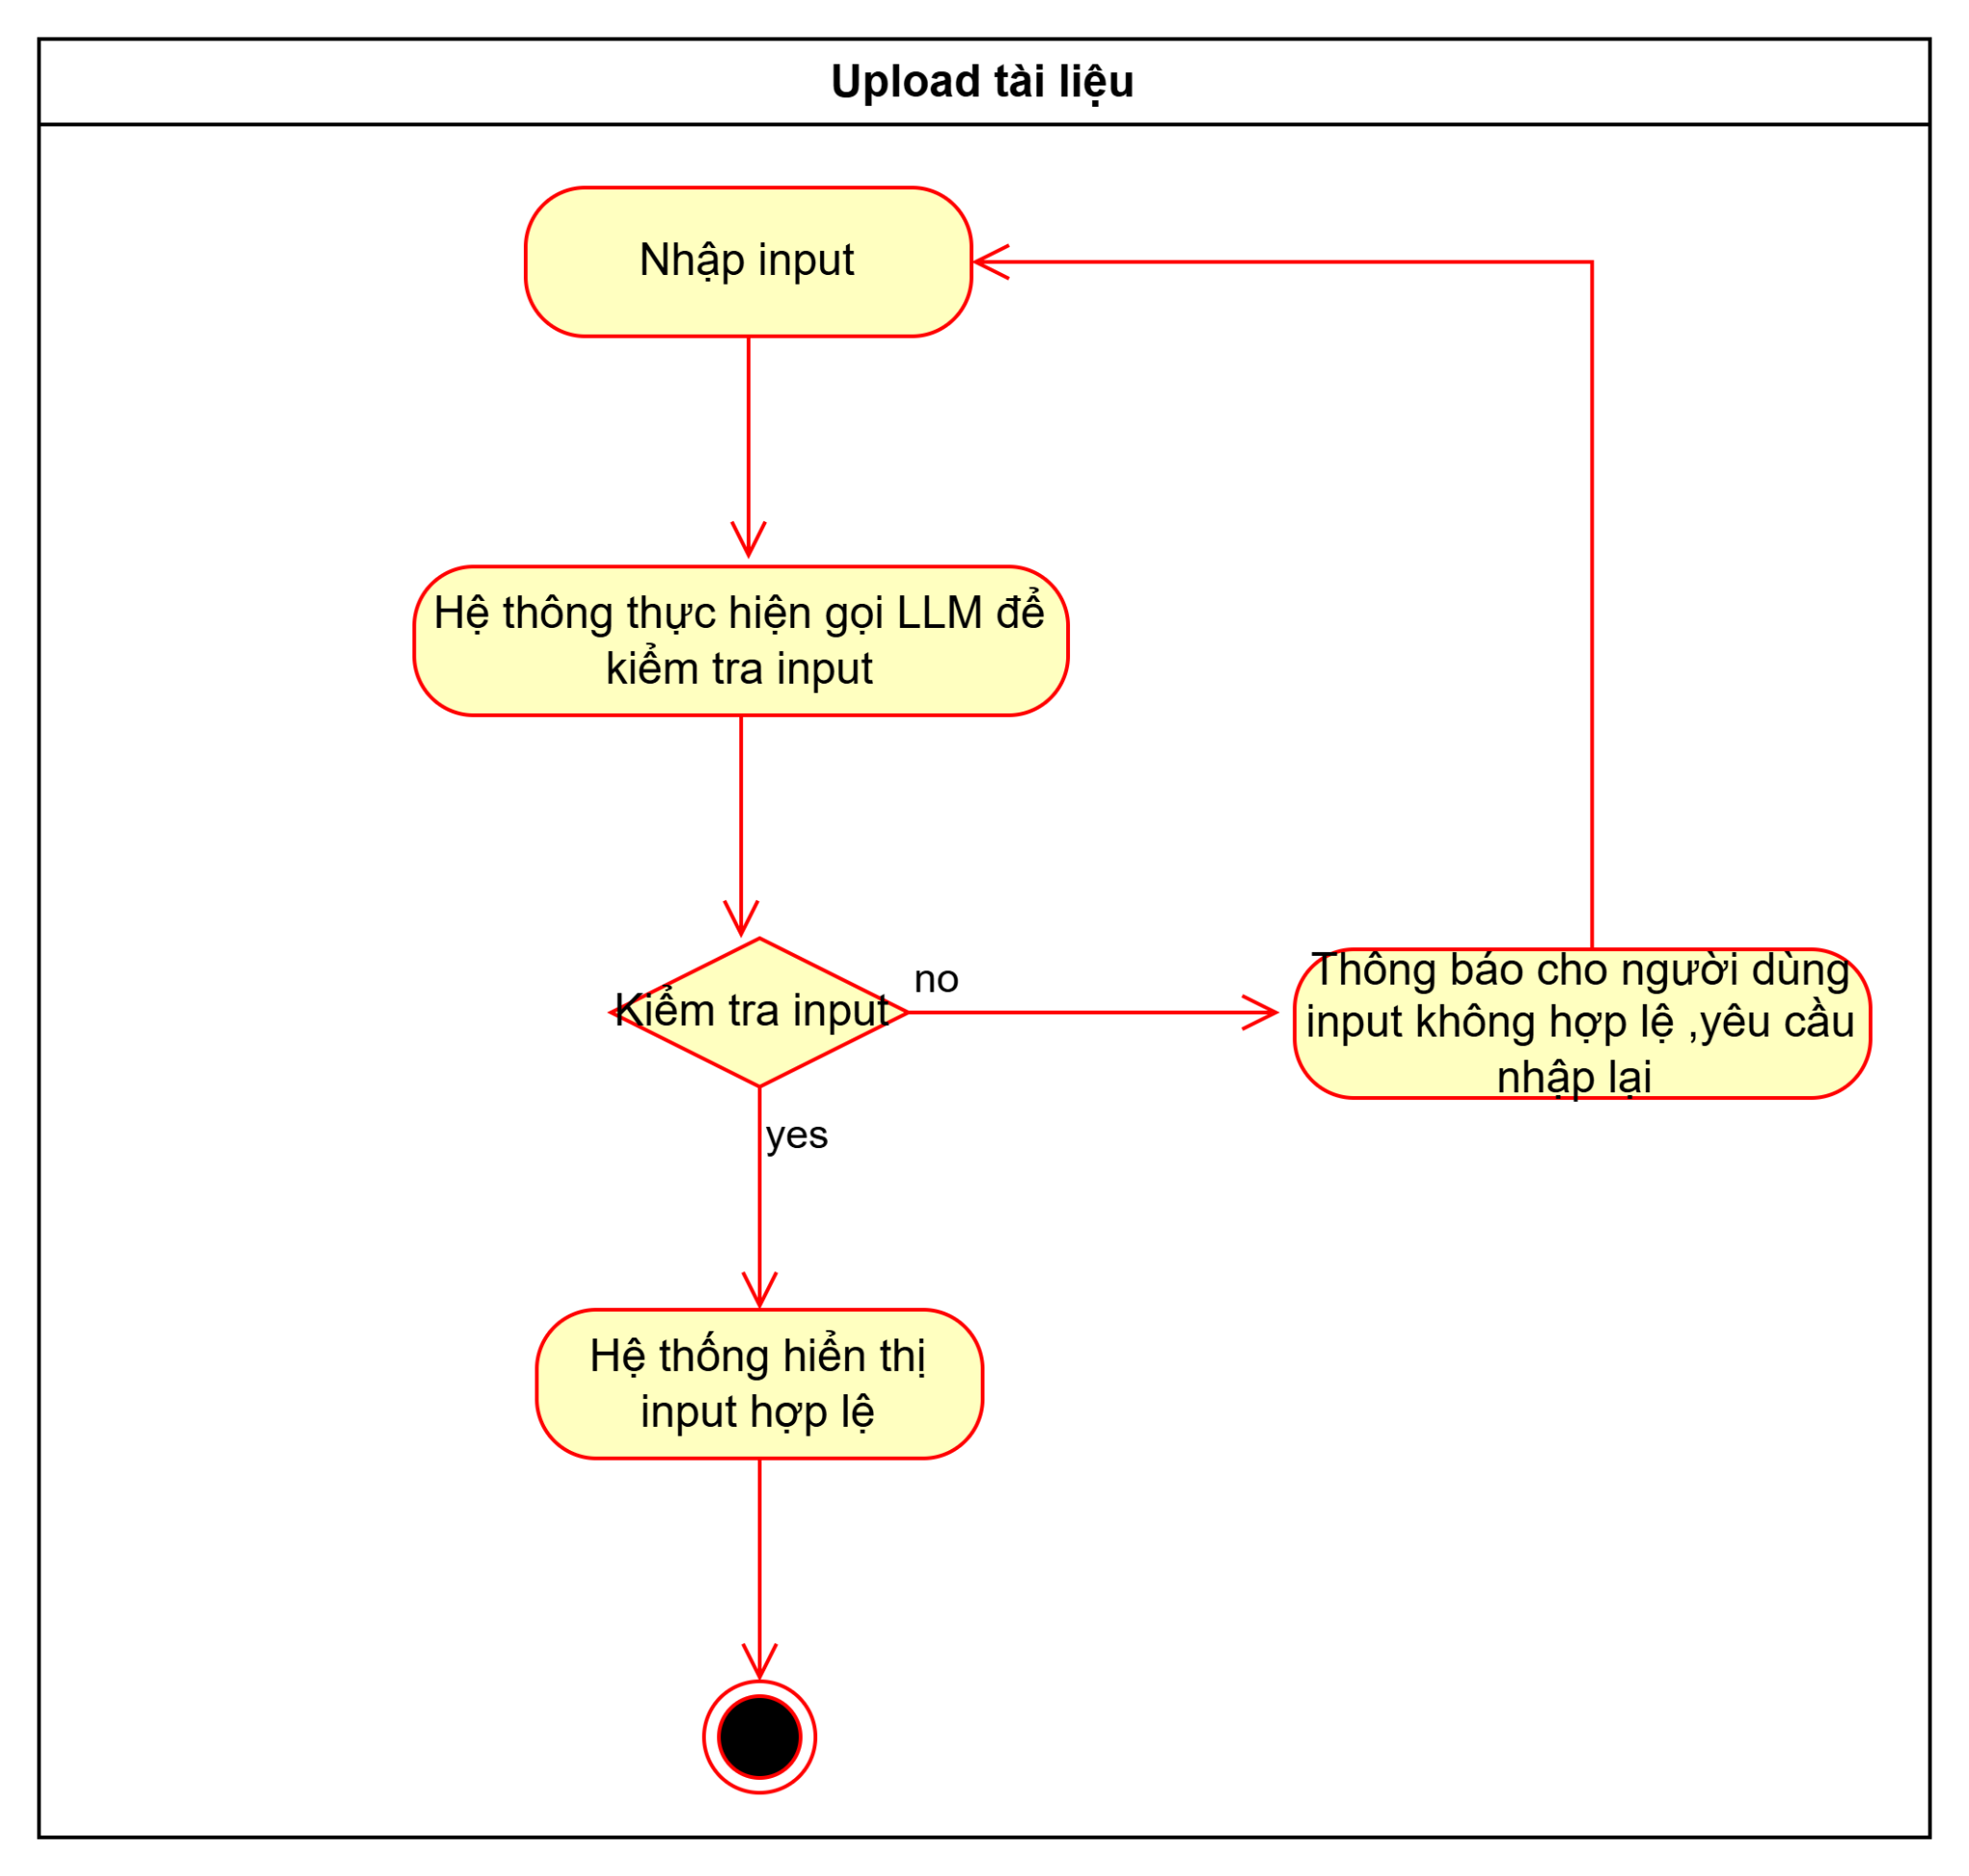 Upload tài liệu
Nhập input
Hệ thông thực hiện gọi LLM để
kiểm tra input
Kiểm tra input
no
Thông báo cho người dùng
input không hợp lệ ,yêu cầu
nhập lại
yes
Hệ thống hiển thị
input hợp lệ